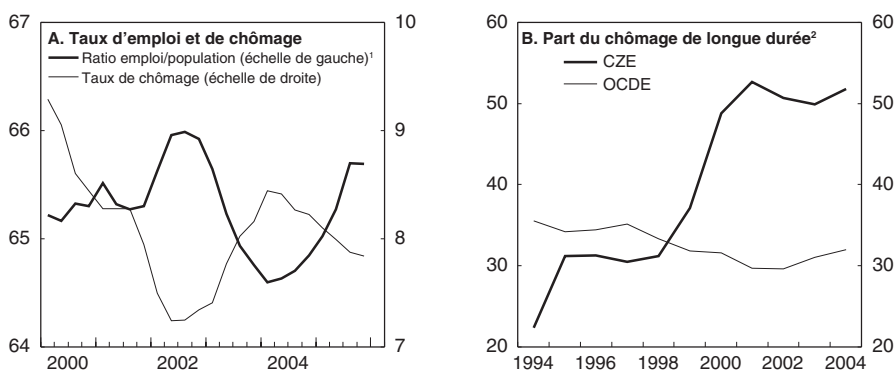 A. Taux d'emploi et de chômage
Ratio emploi/population (échelle de gauche)¹
Taux de chômage (échelle de droite)
67
66
65
64
10
9
8
7
2000 2002 2004
B. Part du chômage de longue durée²
CZE
OCDE
60
50
40
30
20
60
50
40
30
20
1994 1996 1998 2000 2002 2004